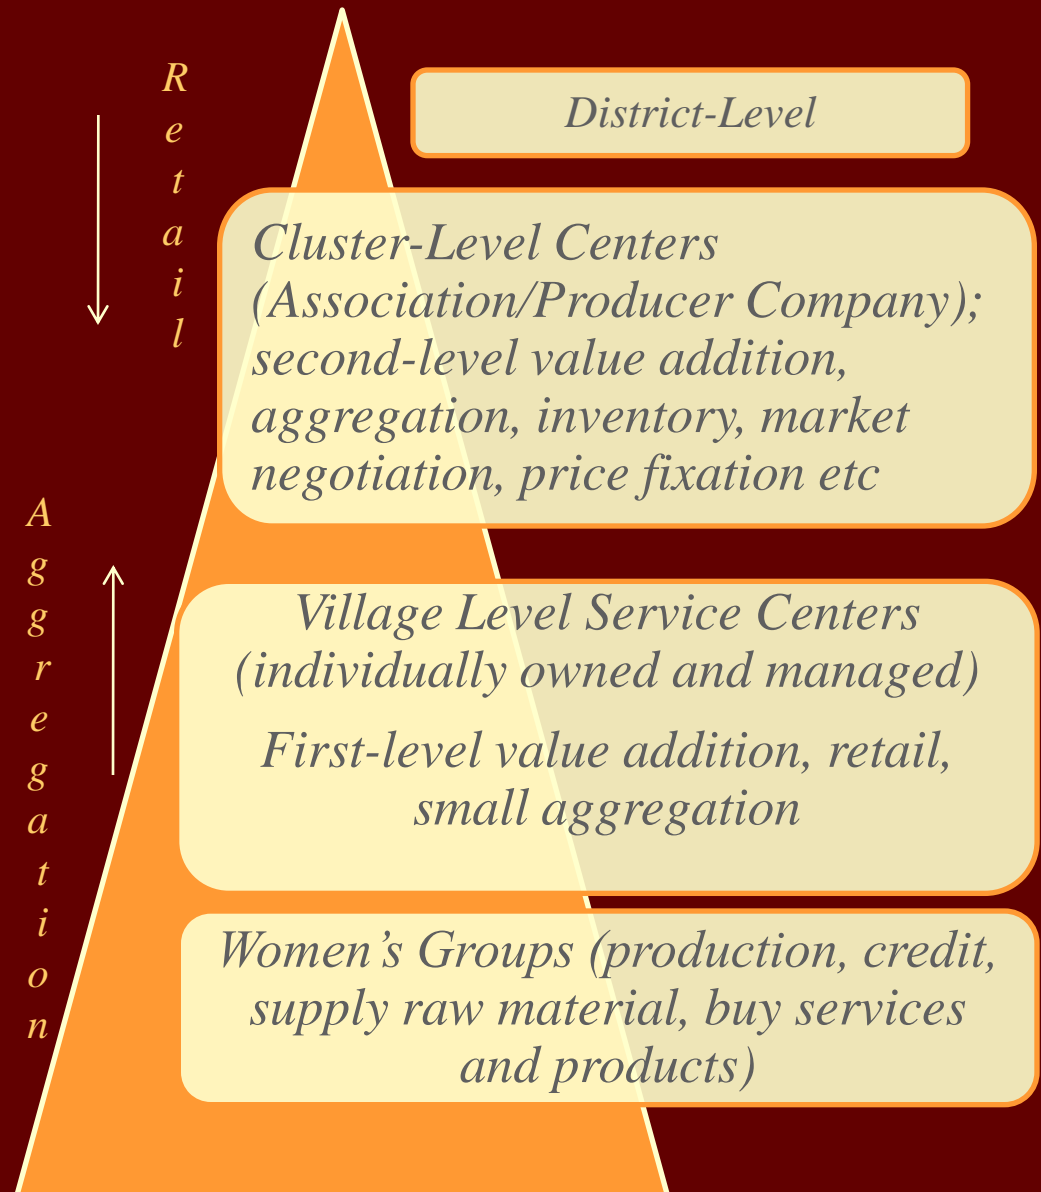 Retail
District-Level
Cluster-Level Centers
(Association/Producer Company);
second-level value addition,
aggregation, inventory, market
negotiation, price fixation etc
Aggregation
Village Level Service Centers
(individually owned and managed)
First-level value addition, retail,
small aggregation
Women’s Groups (production, credit,
supply raw material, buy services
and products)